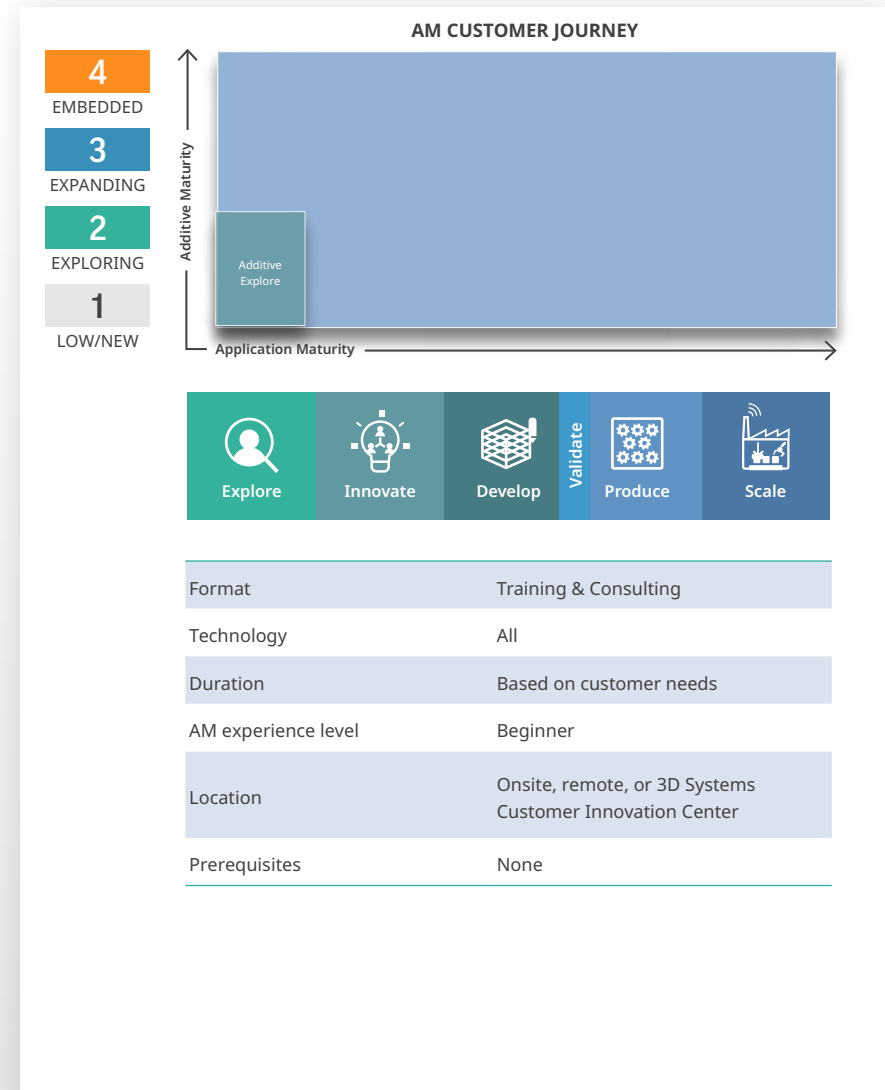 AM CUSTOMER JOURNEY
4
EMBEDDED
3
EXPANDING
2
EXPLORING
1
LOW/NEW
Additive Maturity
Additive
Explore
Application Maturity
Explore
Innovate
Develop
Validate
Produce
Scale
Format Training & Consulting
Technology All
Duration Based on customer needs
AM experience level Beginner
Location Onsite, remote, or 3D Systems
Customer Innovation Center
Prerequisites None